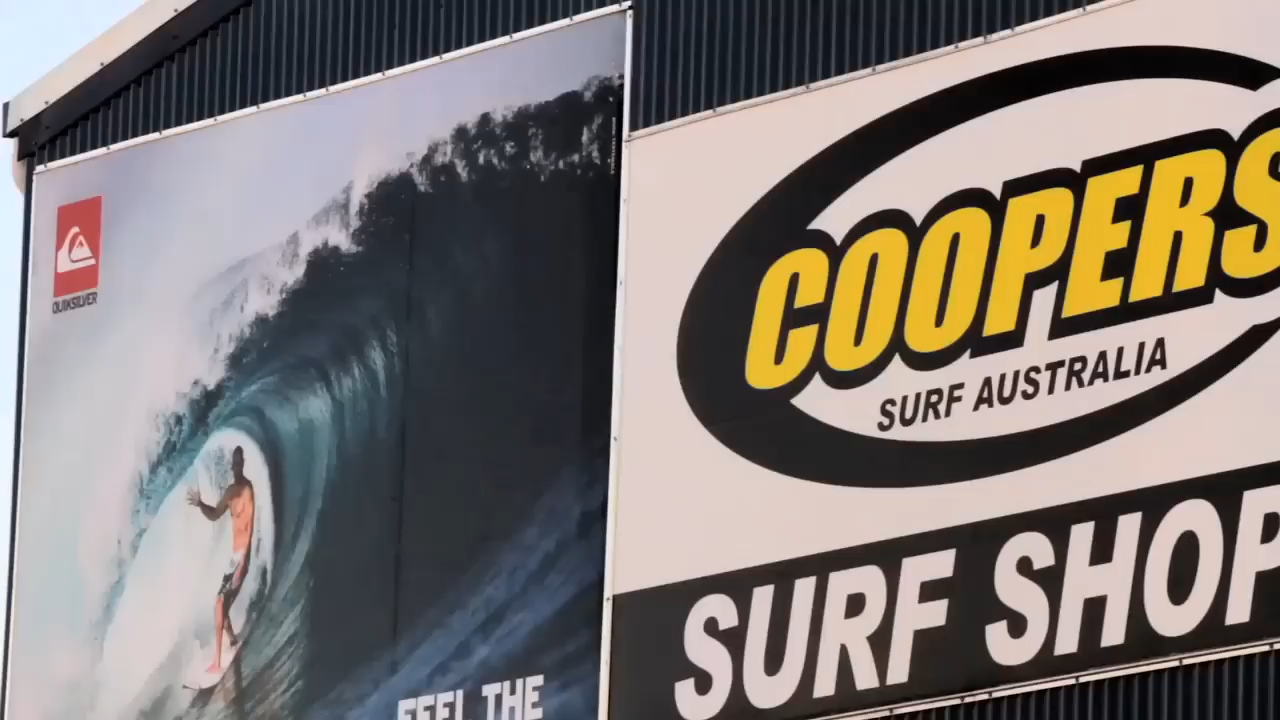 QUIKSILVER
FEEL THE
COOPERS
SURF AUSTRALIA
SURF SHOP